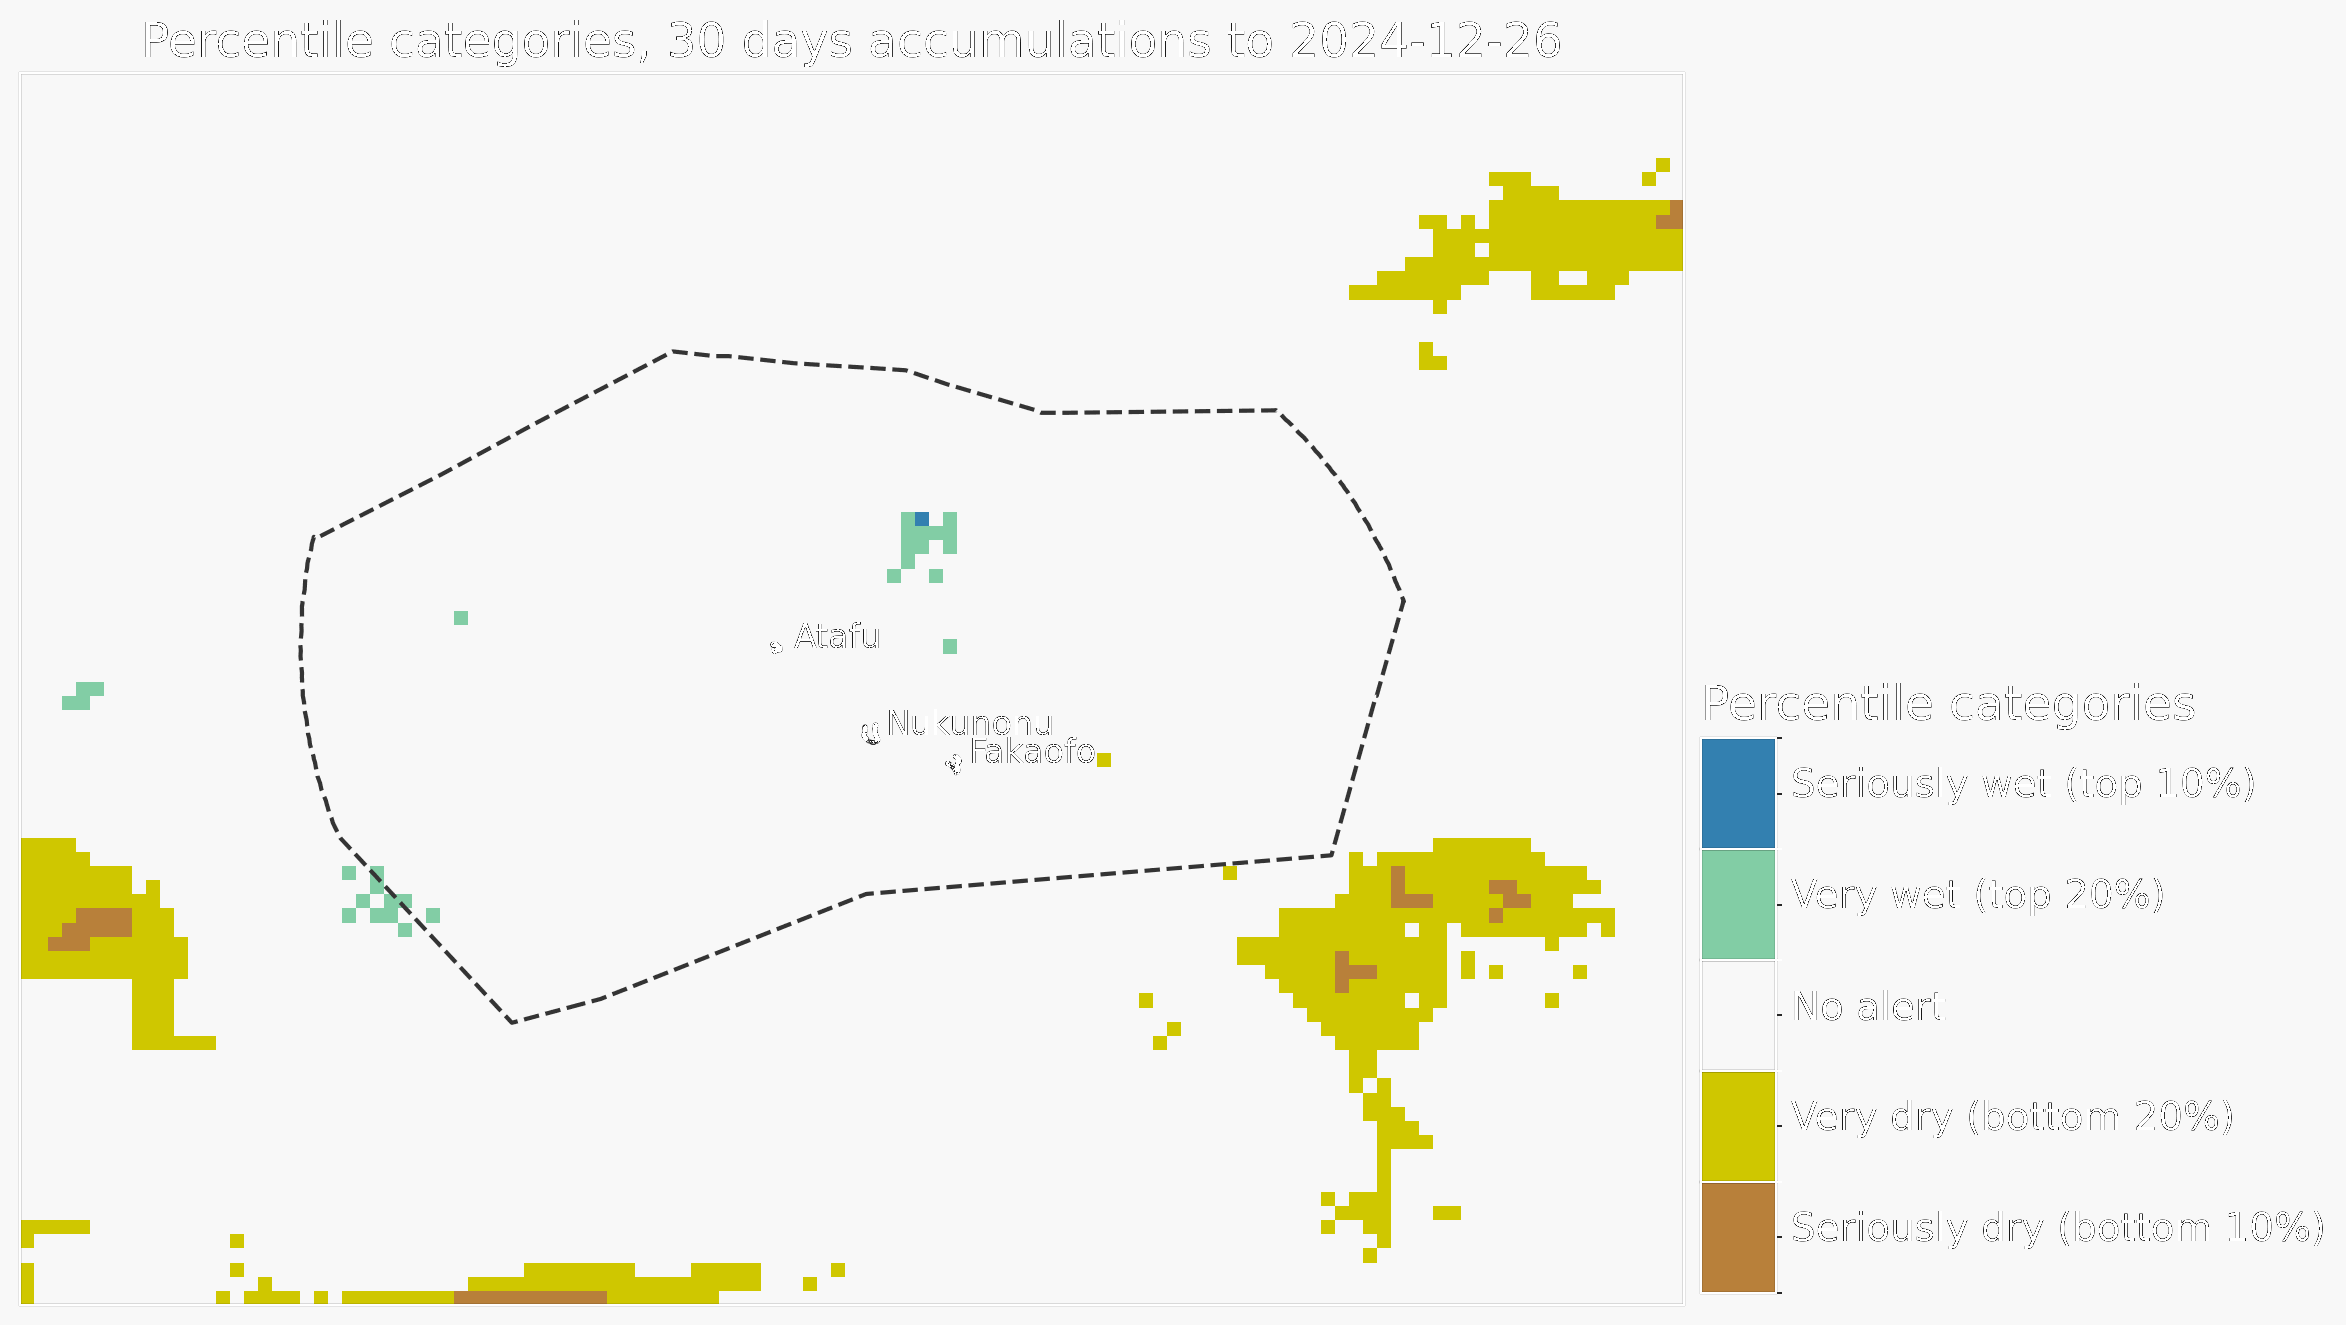 Percentile categories, 30 days accumulations to 2024-12-26
Atafu
Nukunonu
Fakaofo
Percentile categories
Seriously wet (top 10%)
Very wet (top 20%)
No alert
Very dry (bottom 20%)
Seriously dry (bottom 10%)